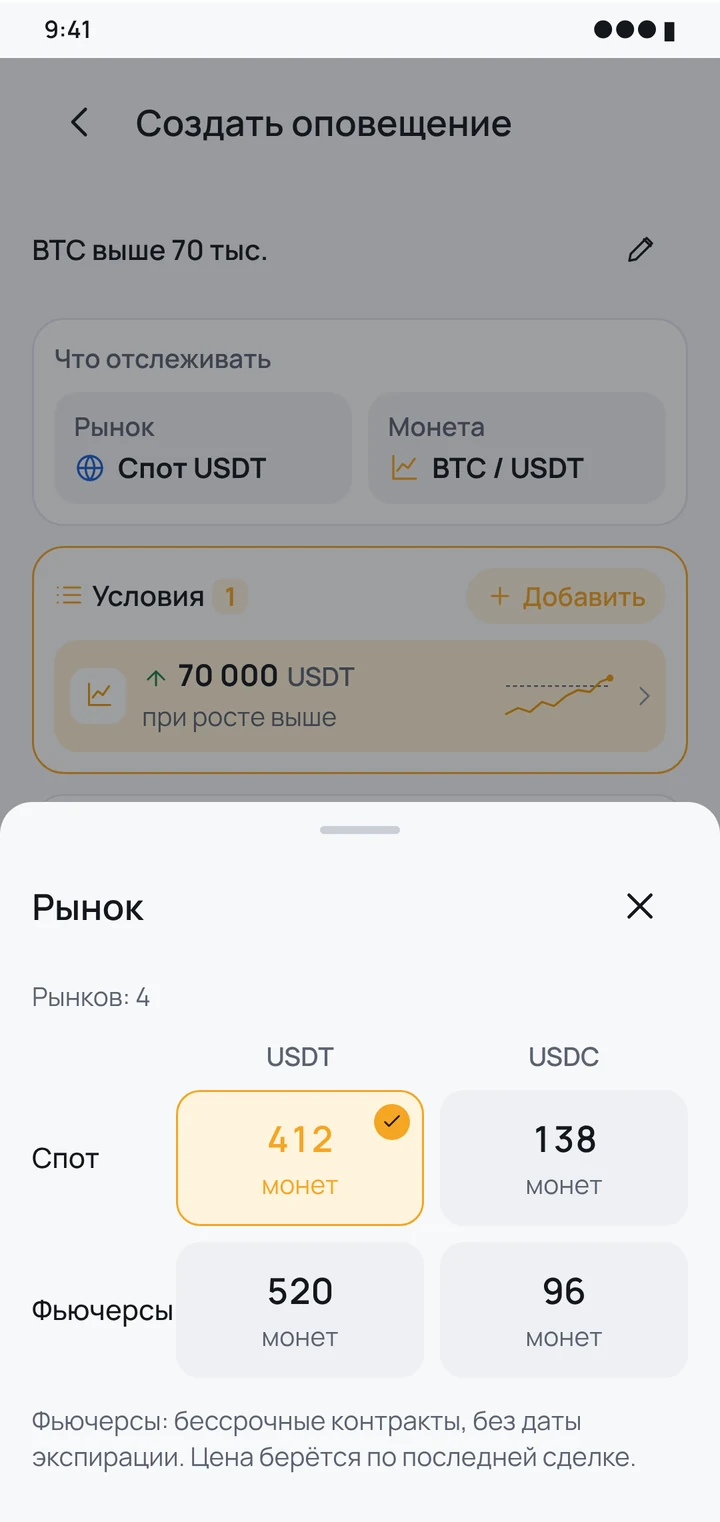 9:41
Создать оповещение
BTC выше 70 тыс.
Что отслеживать
Рынок
Спот USDT
Монета
BTC / USDT
Условия 1
+ Добавить
↑ 70 000 USDT
при росте выше
Рынок
Рынков: 4
USDT USDC
Спот
412
монет
138
монет
Фьючерсы
520
монет
96
монет
Фьючерсы: бессрочные контракты, без даты
экспирации. Цена берётся по последней сделке.